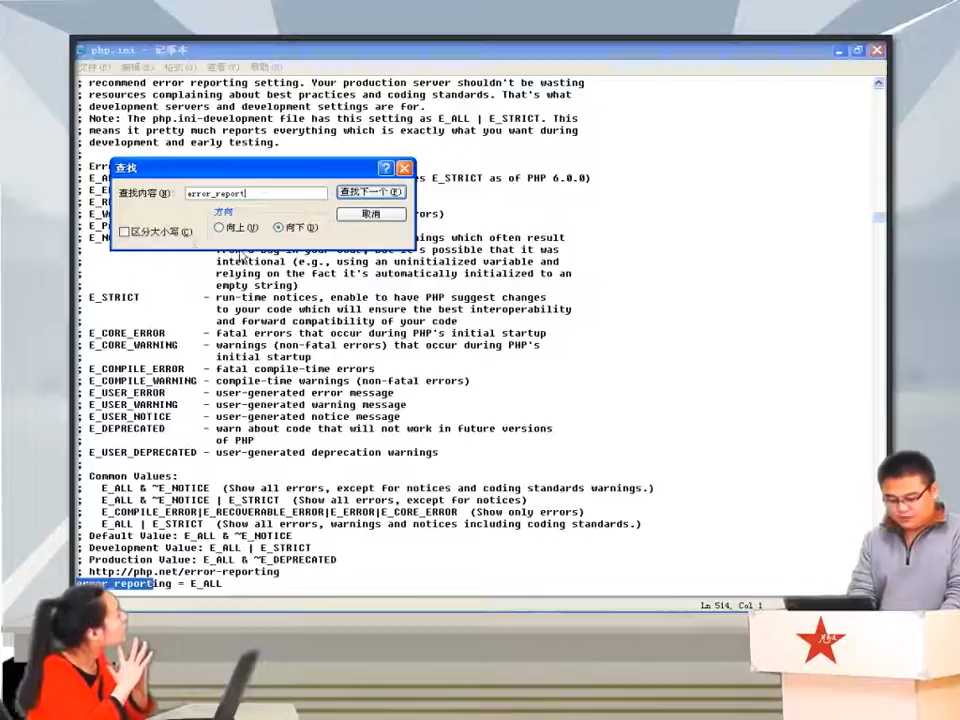 php.ini - 记事本
文件(F) 编辑(E) 格式(O) 查看(V) 帮助(H)
; recommend error reporting setting. Your production server shouldn't be wasting
; resources complaining about best practices and coding standards. That's what
; development servers and development settings are for.
; Note: The php.ini-development file has this setting as E_ALL | E_STRICT. This
; means it pretty much reports everything which is exactly what you want during
; development and early testing.
;
查找
查找内容(N):
error_report
查找下一个(F)
方向
取消
区分大小写(C)
向上(U)
向下(D)
s E_STRICT as of PHP 6.0.0)
intentional (e.g., using an uninitialized variable and
relying on the fact it's automatically initialized to an
empty string)
; E_STRICT - run-time notices, enable to have PHP suggest changes
; to your code which will ensure the best interoperability
; and forward compatibility of your code
; E_CORE_ERROR - fatal errors that occur during PHP's initial startup
; E_CORE_WARNING - warnings (non-fatal errors) that occur during PHP's
; initial startup
; E_COMPILE_ERROR - fatal compile-time errors
; E_COMPILE_WARNING - compile-time warnings (non-fatal errors)
; E_USER_ERROR - user-generated error message
; E_USER_WARNING - user-generated warning message
; E_USER_NOTICE - user-generated notice message
; E_DEPRECATED - warn about code that will not work in future versions
; of PHP
; E_USER_DEPRECATED - user-generated deprecation warnings
;
; Common Values:
; E_ALL & ~E_NOTICE (Show all errors, except for notices and coding standards warnings.)
; E_ALL & ~E_NOTICE | E_STRICT (Show all errors, except for notices)
; E_COMPILE_ERROR|E_RECOVERABLE_ERROR|E_ERROR|E_CORE_ERROR (Show only errors)
; E_ALL | E_STRICT (Show all errors, warnings and notices including coding standards.)
; Default Value: E_ALL & ~E_NOTICE
; Development Value: E_ALL | E_STRICT
; Production Value: E_ALL & ~E_DEPRECATED
; http://php.net/error-reporting
error_reporting = E_ALL
Ln 514, Col 1